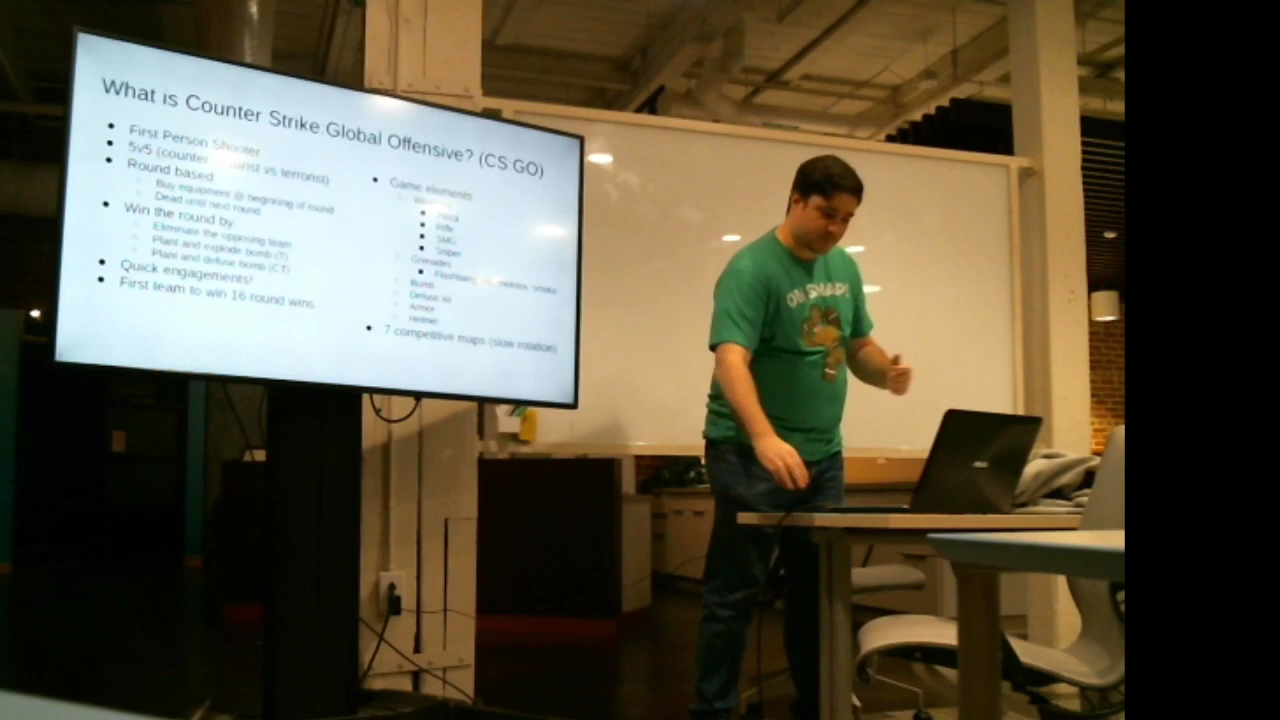 What is Counter Strike:Global Offensive? (CS:GO)
First Person Shooter
5v5 (counter terrorist vs terrorist)
Round based
Buy equipment @ beginning of round
Dead until next round
Win the round by
Eliminate the opposing team
Plant and explode bomb (T)
Plant and defuse bomb (CT)
Quick engagements!
First team to win 16 round wins
Game elements
Rifle
SMG
Sniper
Grenades
smoke
Bomb
Defuse kit
Armor
Helmet
7 competitive maps (slow rotation)
OH SNAP!